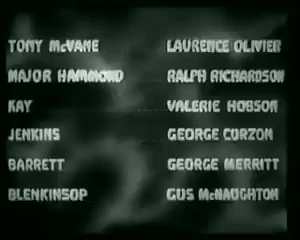 TONY McVANE LAURENCE OLIVIER
MAJOR HAMMOND RALPH RICHARDSON
KAY VALERIE HOBSON
JENKINS GEORGE CURZON
BARRETT GEORGE MERRITT
BLENKINSOP GUS McNAUGHTON